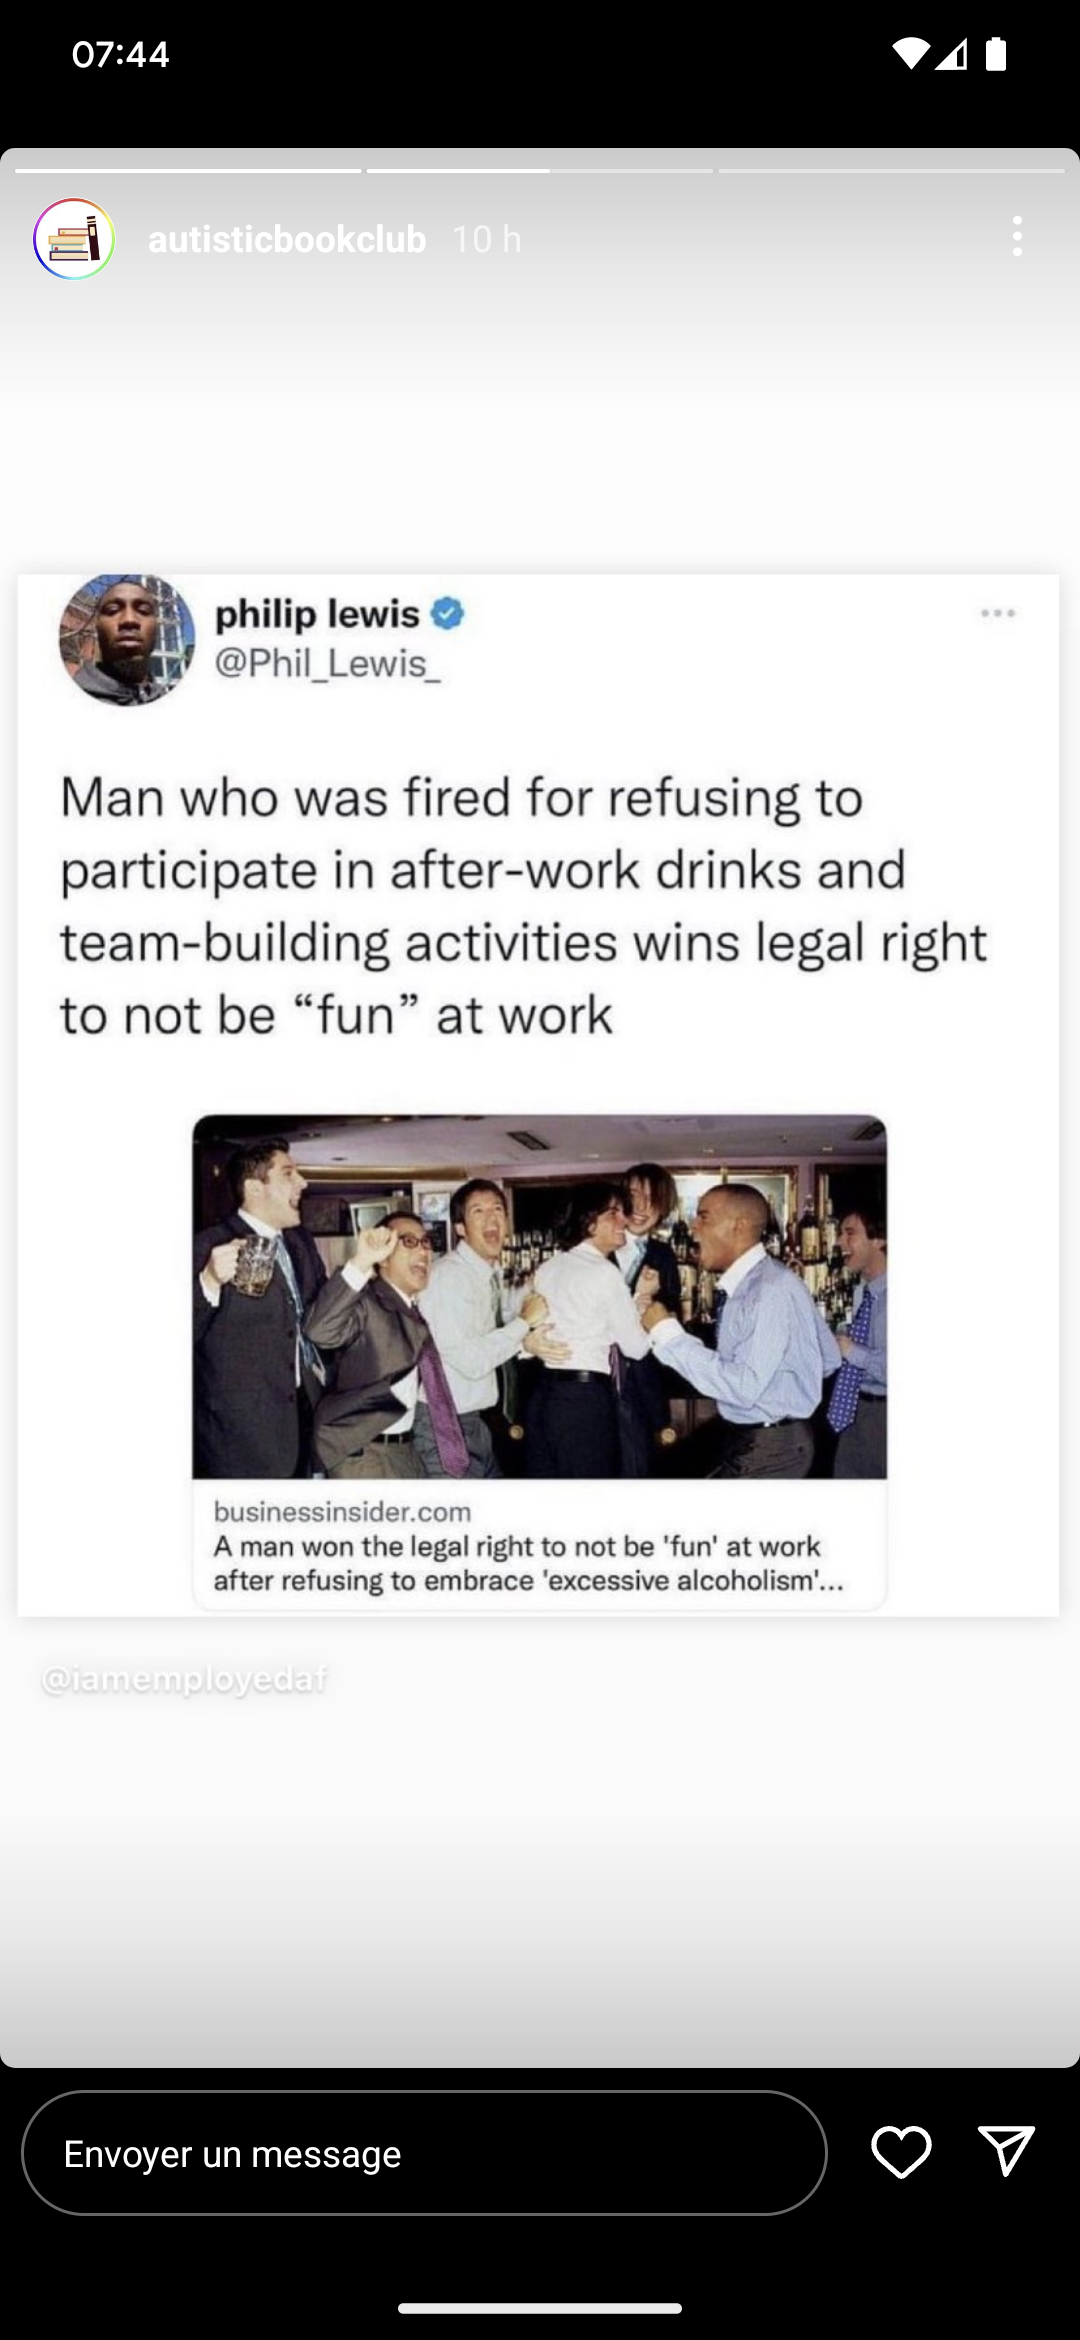 07:44
autisticbookclub 10 h
philip lewis
@Phil_Lewis_
Man who was fired for refusing to
participate in after-work drinks and
team-building activities wins legal right
to not be “fun” at work
businessinsider.com
A man won the legal right to not be 'fun' at work
after refusing to embrace 'excessive alcoholism'...
@iamemployedaf
Envoyer un message